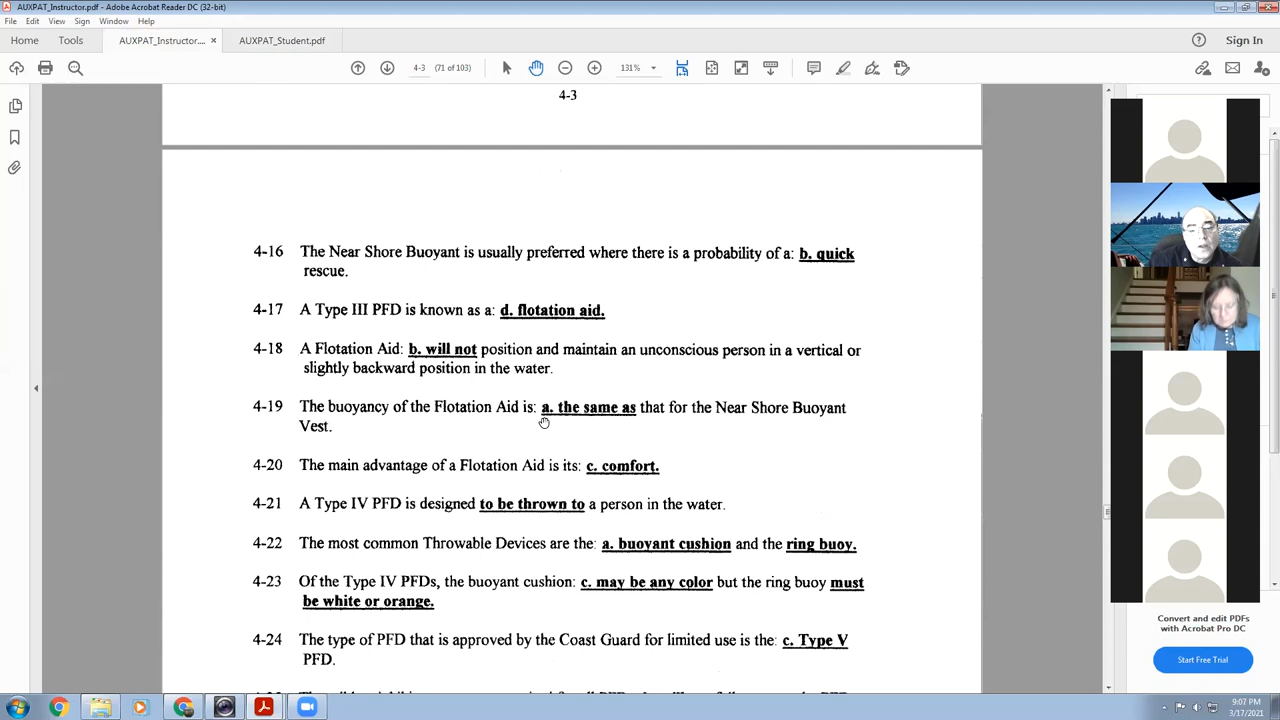 AUXPAT_Instructor.pdf - Adobe Acrobat Reader DC (32-bit)
File Edit View Sign Window Help
Home Tools AUXPAT_Instructor.... × AUXPAT_Student.pdf Sign In
4-3 (71 of 103) 131%
4-3
4-16 The Near Shore Buoyant is usually preferred where there is a probability of a: b. quick
rescue.
4-17 A Type III PFD is known as a: d. flotation aid.
4-18 A Flotation Aid: b. will not position and maintain an unconscious person in a vertical or
slightly backward position in the water.
4-19 The buoyancy of the Flotation Aid is: a. the same as that for the Near Shore Buoyant
Vest.
4-20 The main advantage of a Flotation Aid is its: c. comfort.
4-21 A Type IV PFD is designed to be thrown to a person in the water.
4-22 The most common Throwable Devices are the: a. buoyant cushion and the ring buoy.
4-23 Of the Type IV PFDs, the buoyant cushion: c. may be any color but the ring buoy must
be white or orange.
4-24 The type of PFD that is approved by the Coast Guard for limited use is the: c. Type V
PFD.
Convert and edit PDFs
with Acrobat Pro DC
Start Free Trial
9:07 PM
3/17/2021